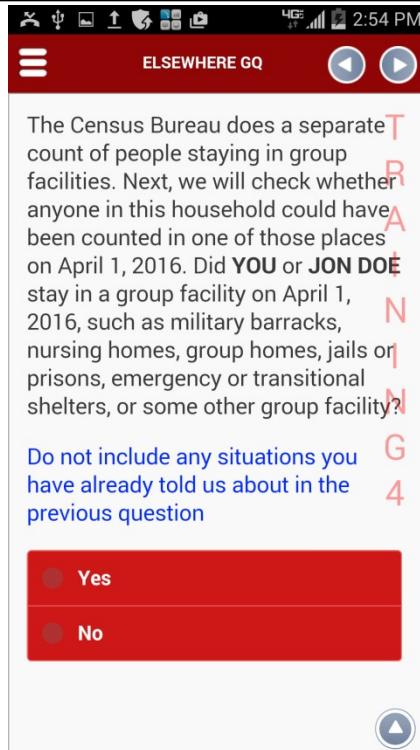 4G 2:54 PM
ELSEWHERE GQ
The Census Bureau does a separate
count of people staying in group
facilities. Next, we will check whether
anyone in this household could have
been counted in one of those places
on April 1, 2016. Did YOU or JON DOE
stay in a group facility on April 1,
2016, such as military barracks,
nursing homes, group homes, jails or
prisons, emergency or transitional
shelters, or some other group facility?
Do not include any situations you
have already told us about in the
previous question
Yes
No
TRAINING4